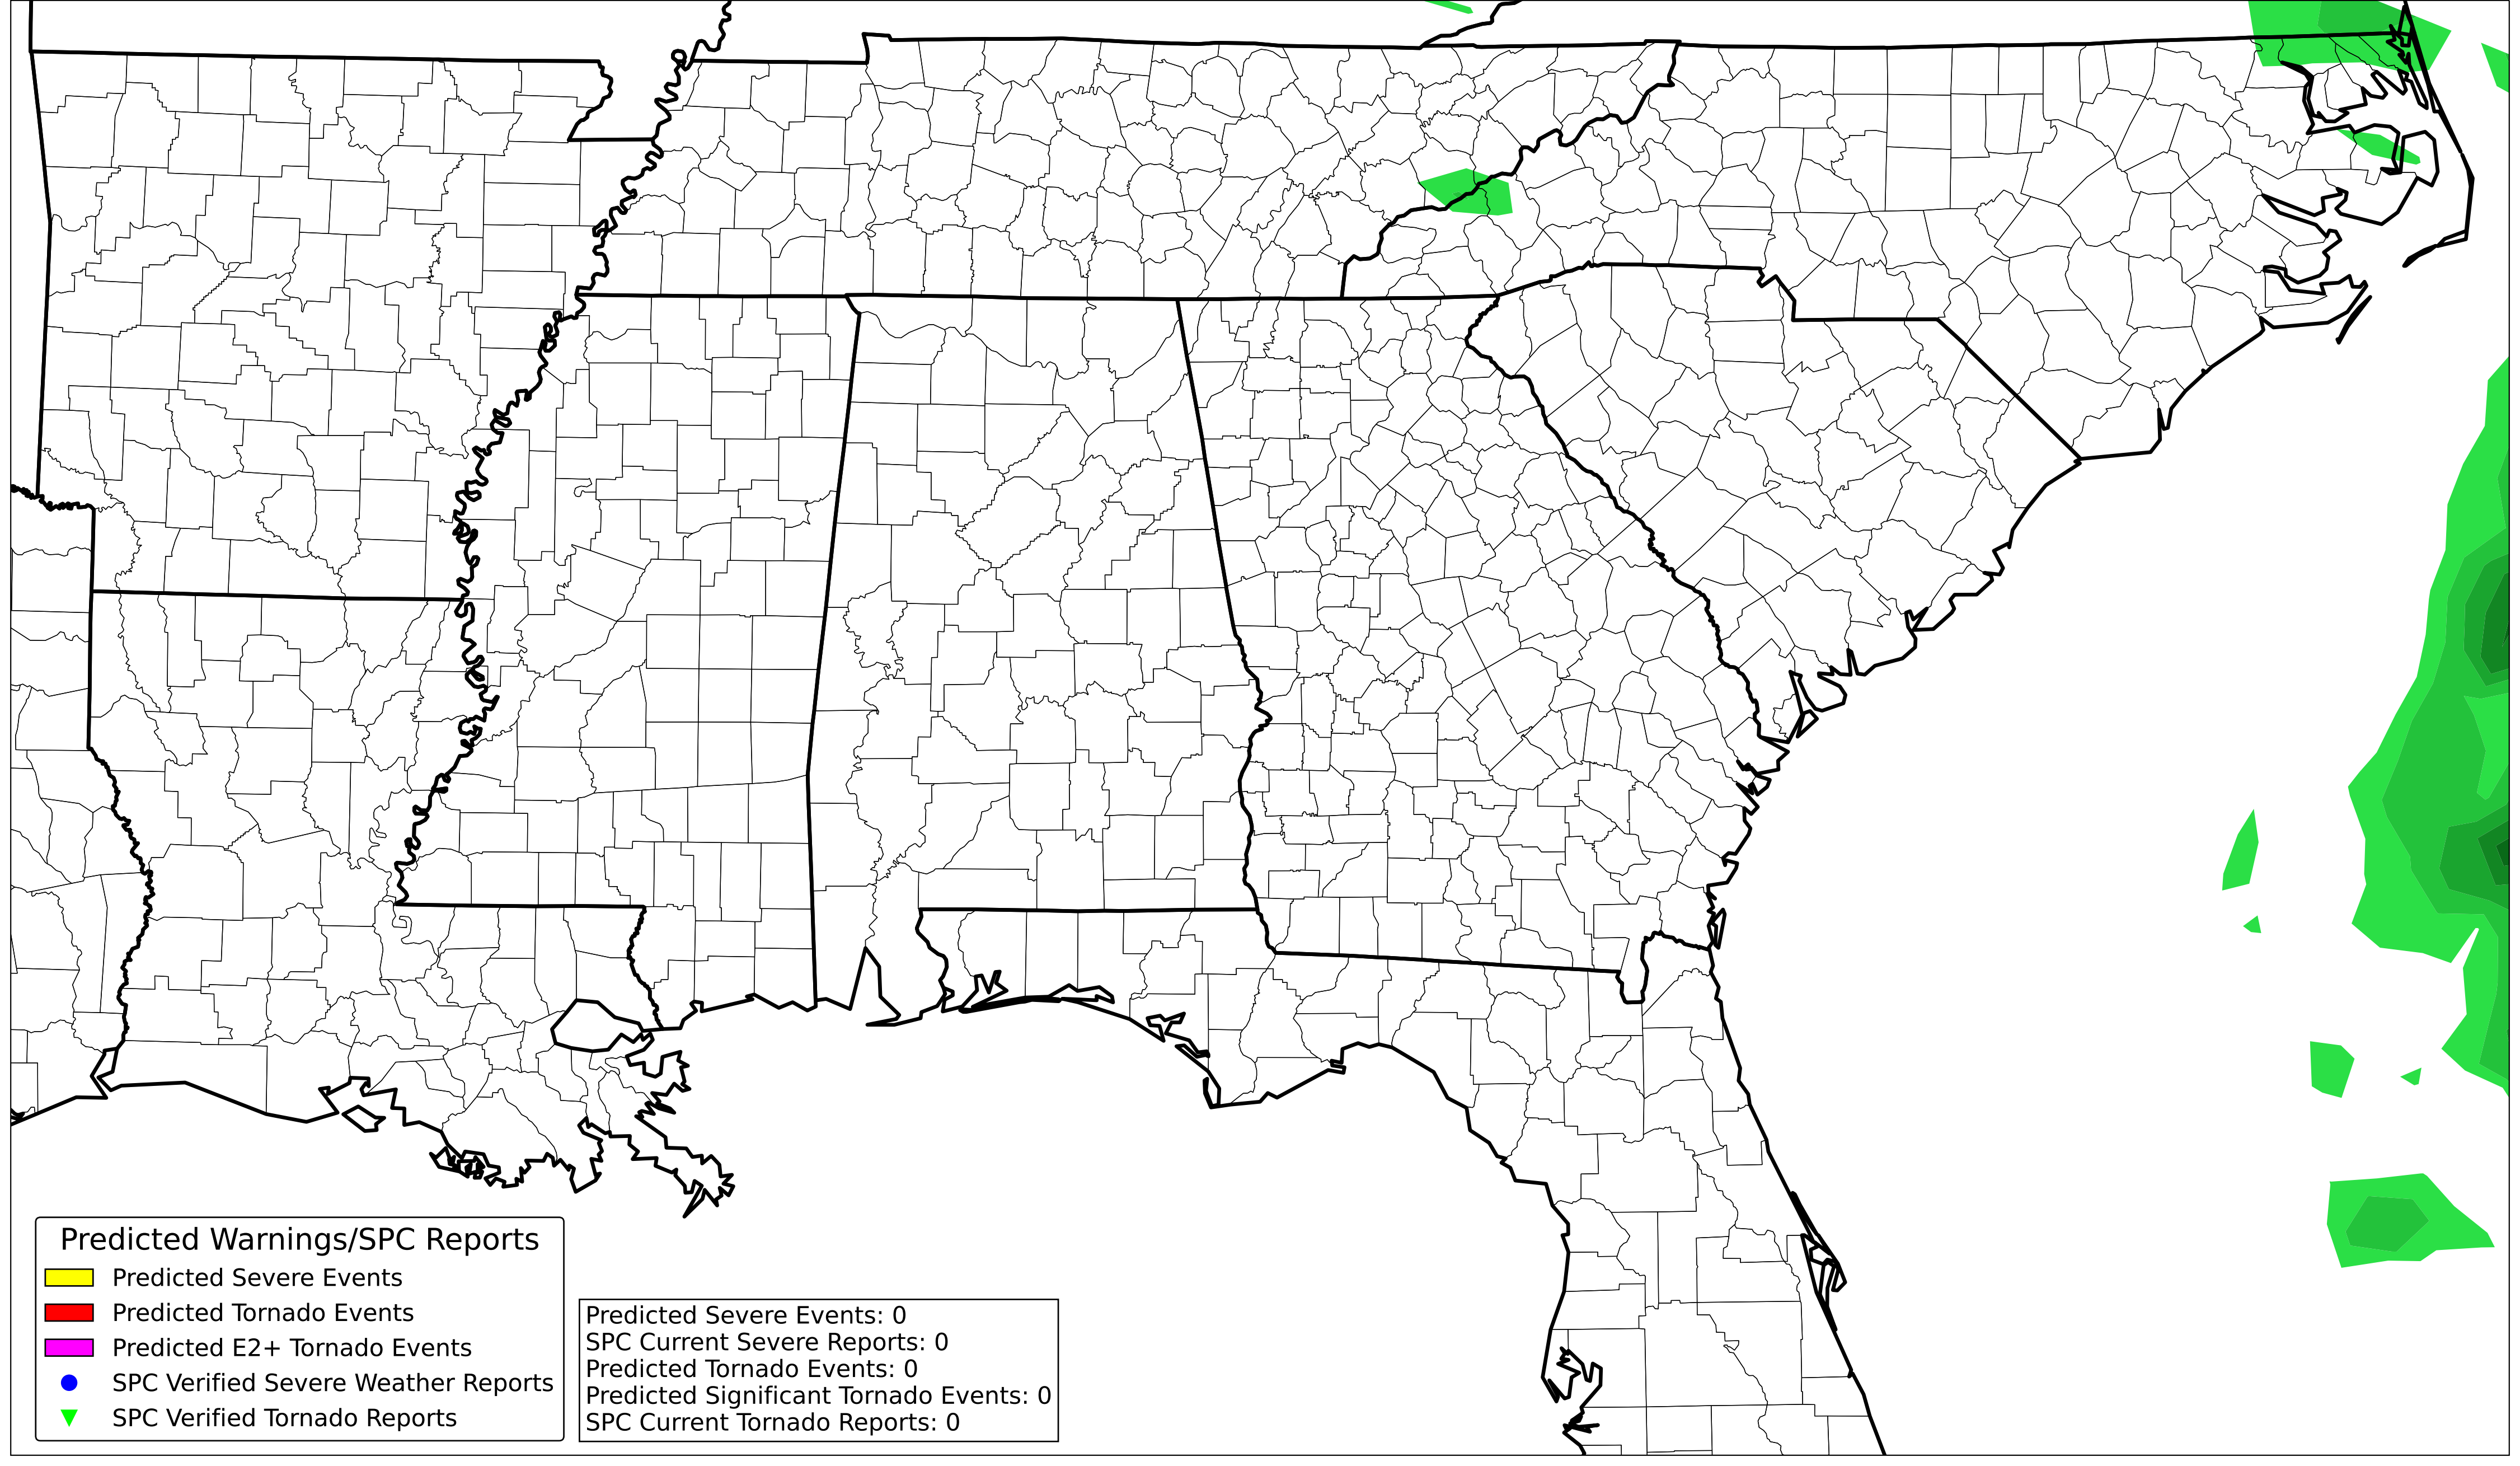 Predicted Warnings/SPC Reports
Predicted Severe Events
Predicted Tornado Events
Predicted E2+ Tornado Events
SPC Verified Severe Weather Reports
SPC Verified Tornado Reports
Predicted Severe Events: 0
SPC Current Severe Reports: 0
Predicted Tornado Events: 0
Predicted Significant Tornado Events: 0
SPC Current Tornado Reports: 0